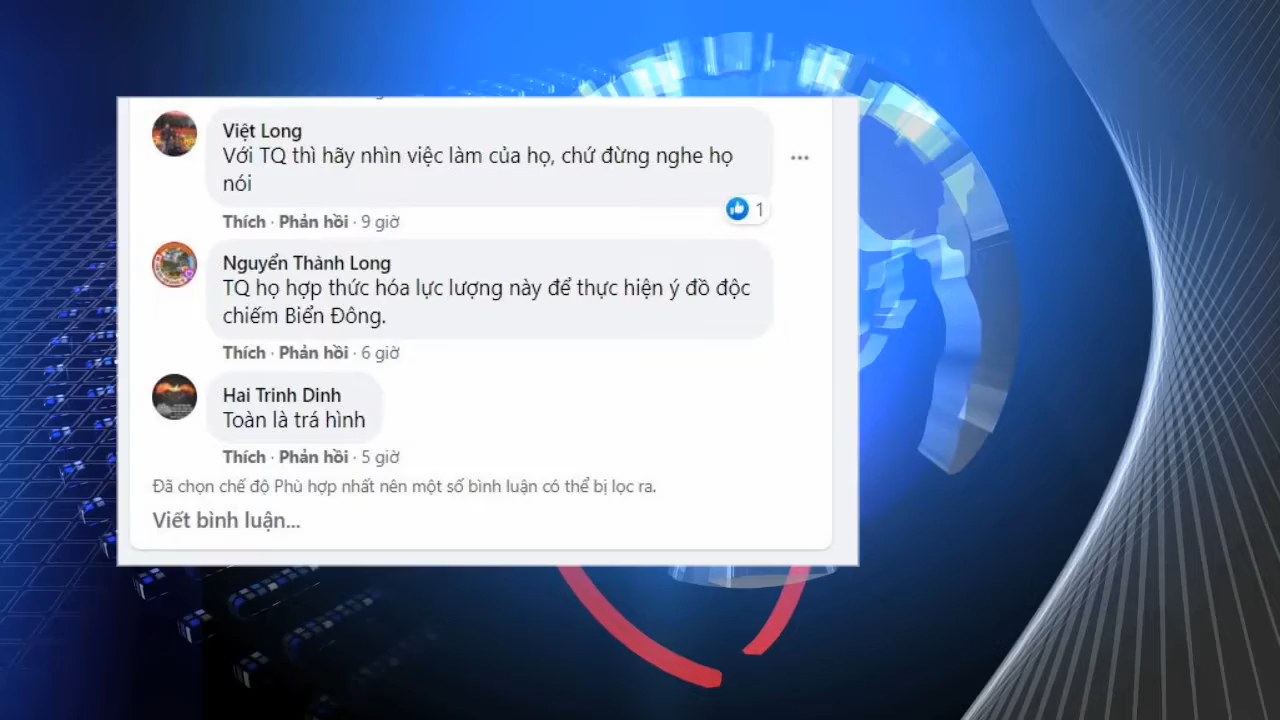 Việt Long
Với TQ thì hãy nhìn việc làm của họ, chứ đừng nghe họ
nói
Thích · Phản hồi · 9 giờ
1
Nguyển Thành Long
TQ họ hợp thức hóa lực lượng này để thực hiện ý đồ độc
chiếm Biển Đông.
Thích · Phản hồi · 6 giờ
Hai Trinh Dinh
Toàn là trá hình
Thích · Phản hồi · 5 giờ
Đã chọn chế độ Phù hợp nhất nên một số bình luận có thể bị lọc ra.
Viết bình luận...